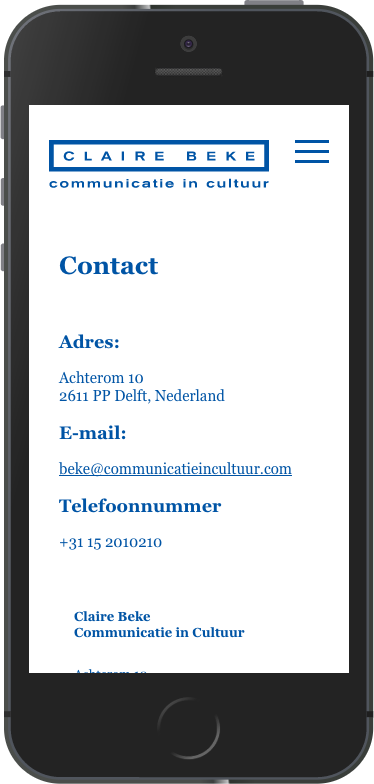 CLAIRE BEKE
communicatie in cultuur
Contact
Adres:
Achterom 10
2611 PP Delft, Nederland
E-mail:
beke@communicatieincultuur.com
Telefoonnummer
+31 15 2010210
Claire Beke
Communicatie in Cultuur